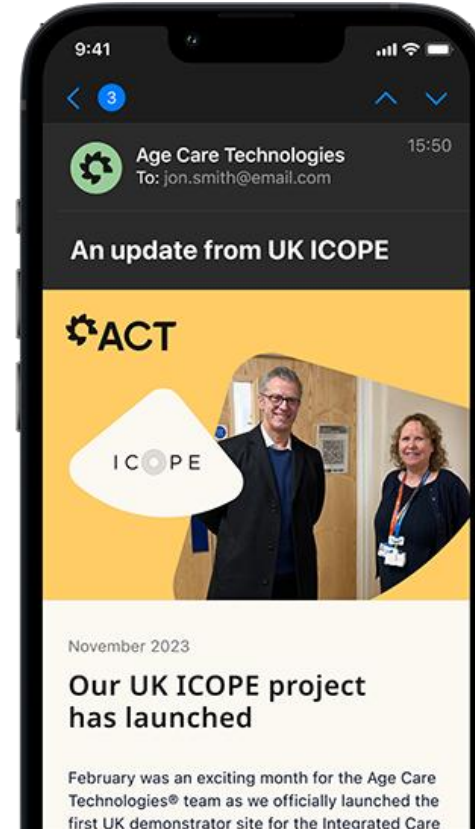 9:41
3
Age Care Technologies
15:50
To: jon.smith@email.com
An update from UK ICOPE
ACT
ICOPE
November 2023
Our UK ICOPE project
has launched
February was an exciting month for the Age Care
Technologies® team as we officially launched the
first UK demonstrator site for the Integrated Care